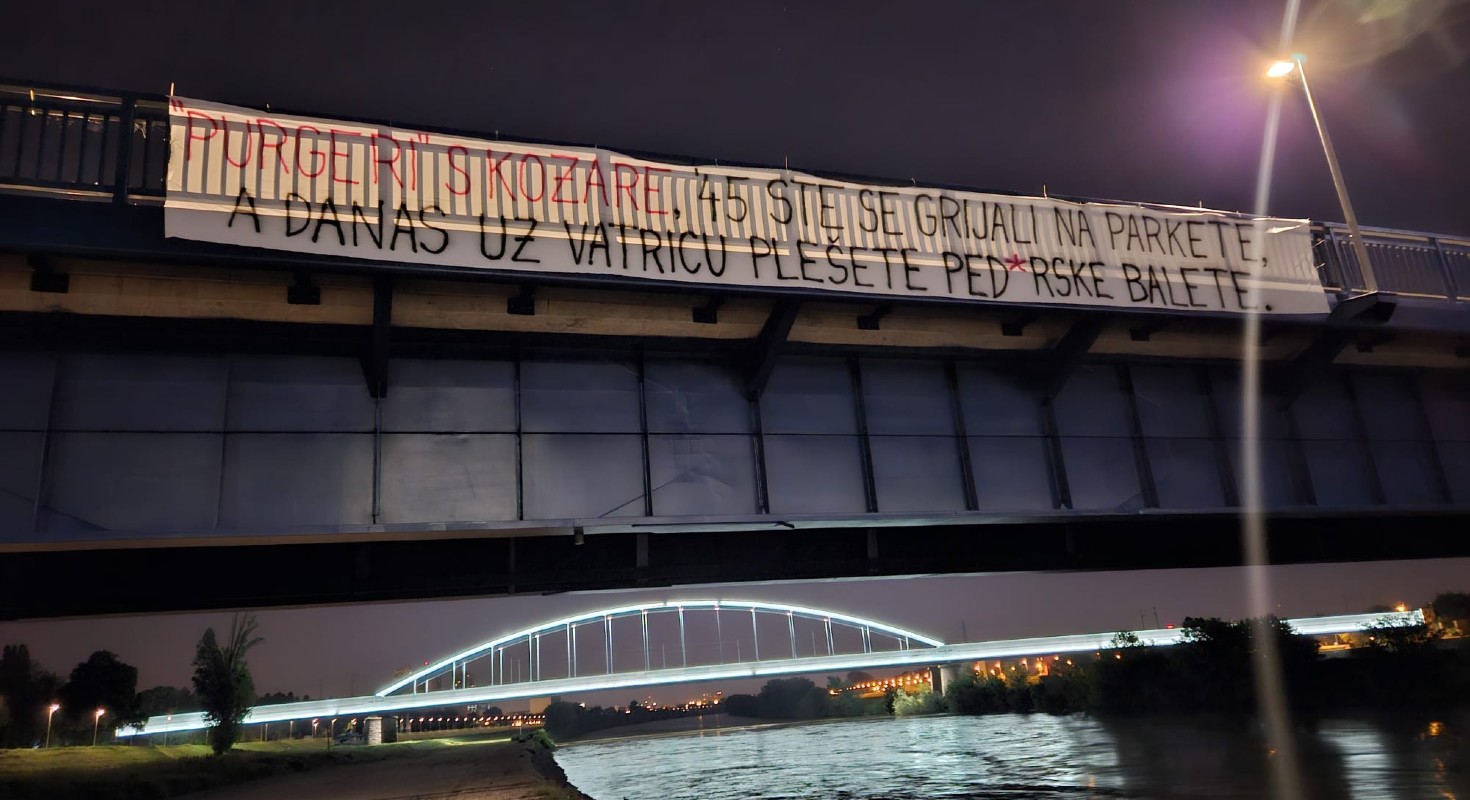 "PURGERI" S KOZARE, '45 STE SE GRIJALI NA PARKETE,
A DANAS UZ VATRICU PLEŠETE PED*RSKE BALETE.